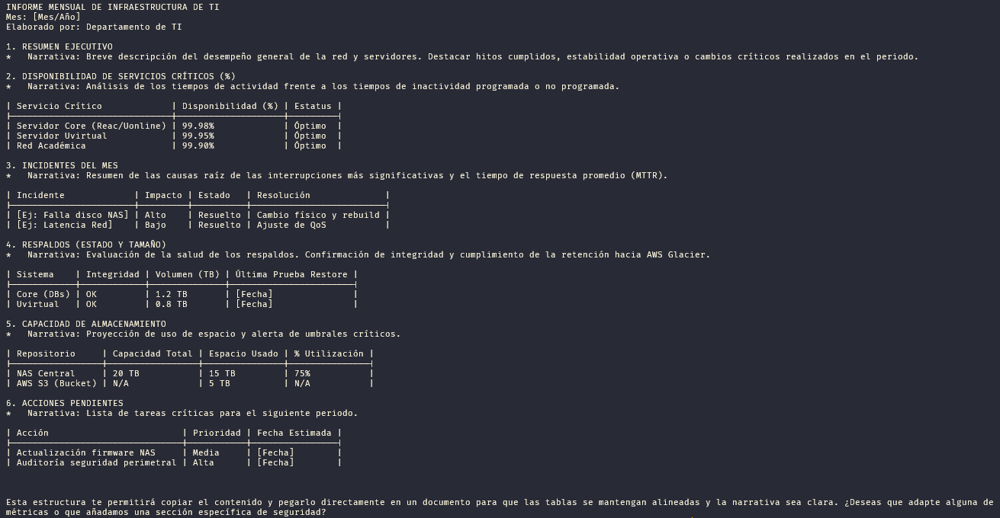 INFORME MENSUAL DE INFRAESTRUCTURA DE TI
Mes: [Mes/Año]
Elaborado por: Departamento de TI
1. RESUMEN EJECUTIVO
*   Narrativa: Breve descripción del desempeño general de la red y servidores. Destacar hitos cumplidos, estabilidad operativa o cambios críticos realizados en el periodo.
2. DISPONIBILIDAD DE SERVICIOS CRÍTICOS (%)
*   Narrativa: Análisis de los tiempos de actividad frente a los tiempos de inactividad programada o no programada.
| Servicio Crítico             | Disponibilidad (%) | Estatus |
| Servidor Core (Reac/Uonline) | 99.98%             | Óptimo  |
| Servidor Uvirtual            | 99.95%             | Óptimo  |
| Red Académica                | 99.90%             | Óptimo  |
3. INCIDENTES DEL MES
*   Narrativa: Resumen de las causas raíz de las interrupciones más significativas y el tiempo de respuesta promedio (MTTR).
| Incidente             | Impacto | Estado   | Resolución              |
| [Ej: Falla disco NAS] | Alto    | Resuelto | Cambio físico y rebuild |
| [Ej: Latencia Red]    | Bajo    | Resuelto | Ajuste de QoS           |
4. RESPALDOS (ESTADO Y TAMAÑO)
*   Narrativa: Evaluación de la salud de los respaldos. Confirmación de integridad y cumplimiento de la retención hacia AWS Glacier.
| Sistema    | Integridad | Volumen (TB) | Última Prueba Restore |
| Core (DBs) | OK         | 1.2 TB       | [Fecha]               |
| Uvirtual   | OK         | 0.8 TB       | [Fecha]               |
5. CAPACIDAD DE ALMACENAMIENTO
*   Narrativa: Proyección de uso de espacio y alerta de umbrales críticos.
| Repositorio     | Capacidad Total | Espacio Usado | % Utilización |
| NAS Central     | 20 TB           | 15 TB         | 75%           |
| AWS S3 (Bucket) | N/A             | 5 TB          | N/A           |
6. ACCIONES PENDIENTES
*   Narrativa: Lista de tareas críticas para el siguiente periodo.
| Acción                         | Prioridad | Fecha Estimada |
| Actualización firmware NAS     | Media     | [Fecha]        |
| Auditoría seguridad perimetral | Alta      | [Fecha]        |
Esta estructura te permitirá copiar el contenido y pegarlo directamente en un documento para que las tablas se mantengan alineadas y la narrativa sea clara. ¿Deseas que adapte alguna de
métricas o que añadamos una sección específica de seguridad?